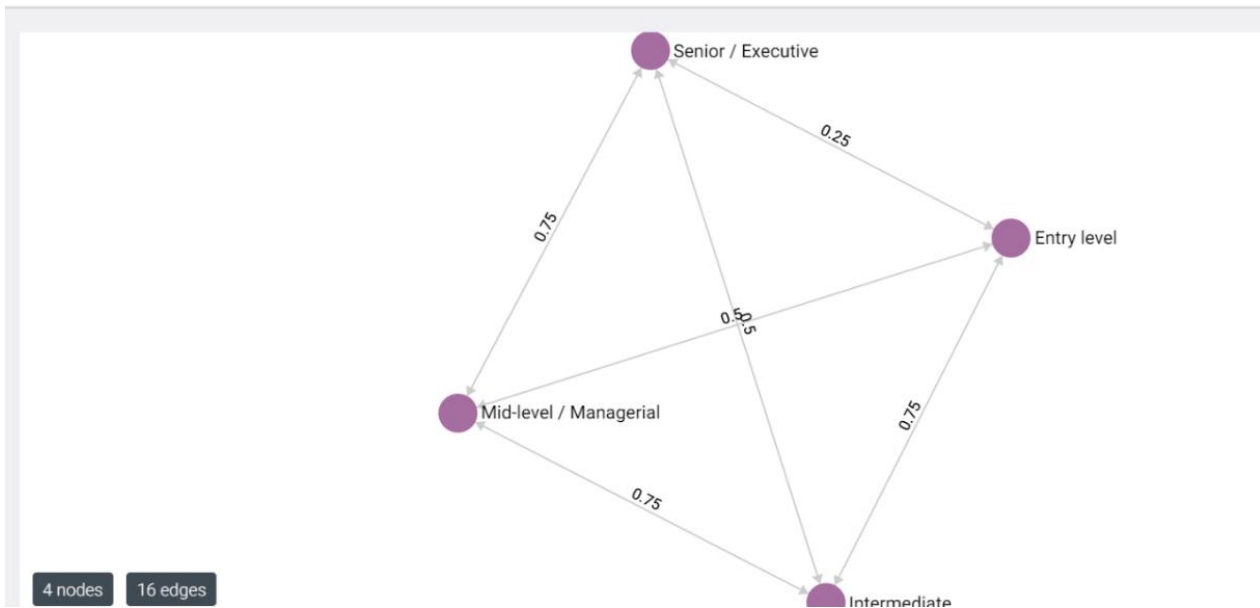 Senior / Executive
0.25
0.75
Entry level
0.5
0.5
Mid-level / Managerial
0.75
0.75
4 nodes
16 edges
Intermediate